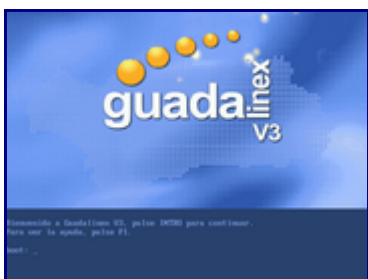 guadalinex
V3
Bienvenido a Guadalinex V3, pulse INTRO para continuar.
Para ver la ayuda, pulse F1.
boot: _